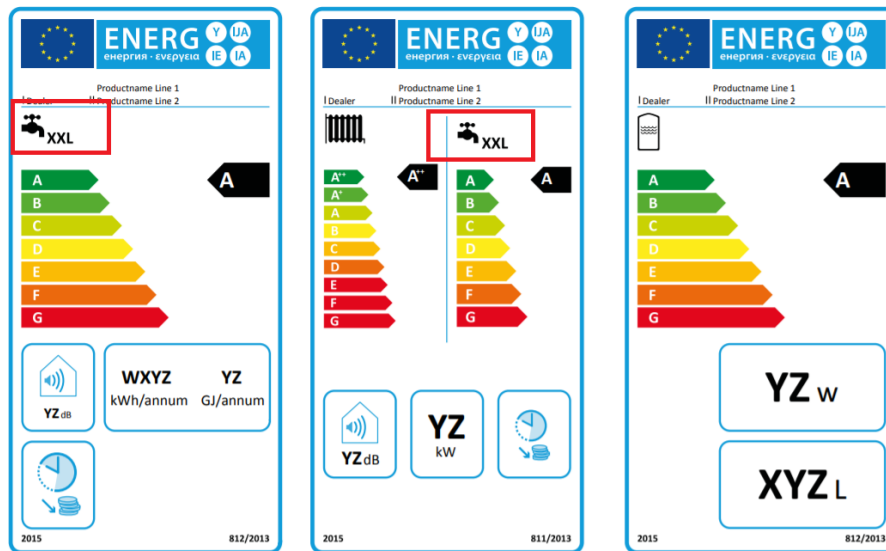 ENERG Y IJA
енергия · ενεργεια IE IA
Productname Line 1
I Dealer II Productname Line 2
XXL
A
A
B
C
D
E
F
G
YZ dB
WXYZ YZ
kWh/annum GJ/annum
2015 812/2013
ENERG Y IJA
енергия · ενεργεια IE IA
Productname Line 1
I Dealer II Productname Line 2
XXL
A++ A++ A A
A+ B
A C
B D
C E
D F
E G
F
G
YZ dB
YZ
kW
2015 811/2013
ENERG Y IJA
енергия · ενεργεια IE IA
Productname Line 1
I Dealer II Productname Line 2
A
A
B
C
D
E
F
G
YZ W
XYZ L
2015 812/2013